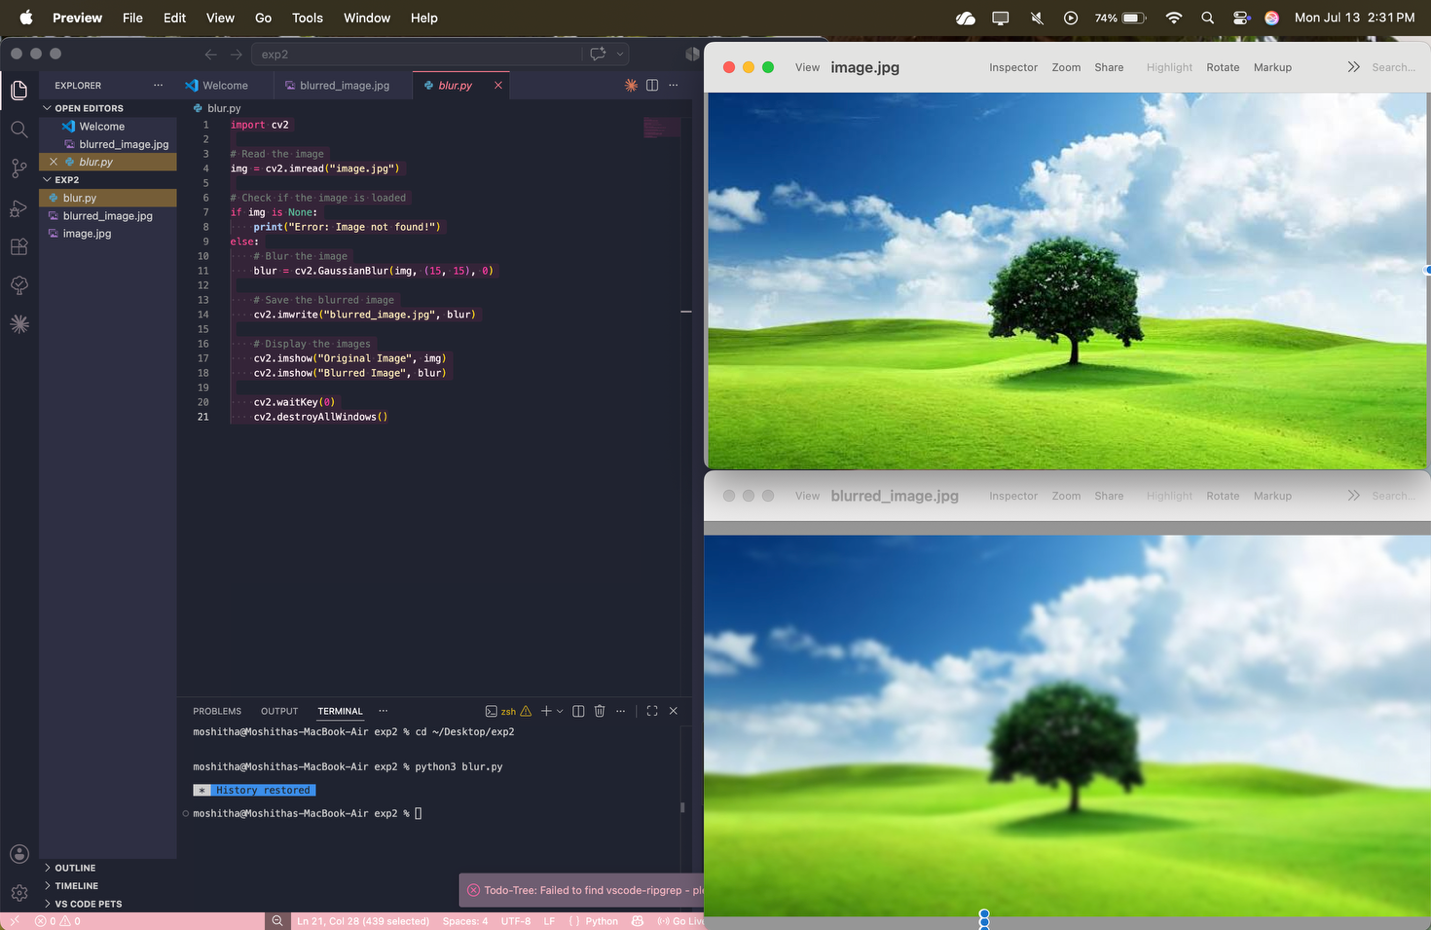 Preview File Edit View Go Tools Window Help 74% Mon Jul 13 2:31 PM
exp2
EXPLORER
Welcome blurred_image.jpg blur.py
OPEN EDITORS
Welcome
blurred_image.jpg
blur.py
EXP2
blur.py
blurred_image.jpg
image.jpg
OUTLINE
TIMELINE
VS CODE PETS
blur.py
1 import cv2
2
3 # Read the image
4 img = cv2.imread("image.jpg")
5
6 # Check if the image is loaded
7 if img is None:
8 print("Error: Image not found!")
9 else:
10 # Blur the image
11 blur = cv2.GaussianBlur(img, (15, 15), 0)
12
13 # Save the blurred image
14 cv2.imwrite("blurred_image.jpg", blur)
15
16 # Display the images
17 cv2.imshow("Original Image", img)
18 cv2.imshow("Blurred Image", blur)
19
20 cv2.waitKey(0)
21 cv2.destroyAllWindows()
PROBLEMS OUTPUT TERMINAL zsh
moshitha@Moshithas-MacBook-Air exp2 % cd ~/Desktop/exp2
moshitha@Moshithas-MacBook-Air exp2 % python3 blur.py
* History restored
moshitha@Moshithas-MacBook-Air exp2 %
Todo-Tree: Failed to find vscode-ripgrep - ple
0 0 Ln 21, Col 28 (439 selected) Spaces: 4 UTF-8 LF {} Python Go Live
View image.jpg Inspector Zoom Share Highlight Rotate Markup Search...
View blurred_image.jpg Inspector Zoom Share Highlight Rotate Markup Search...